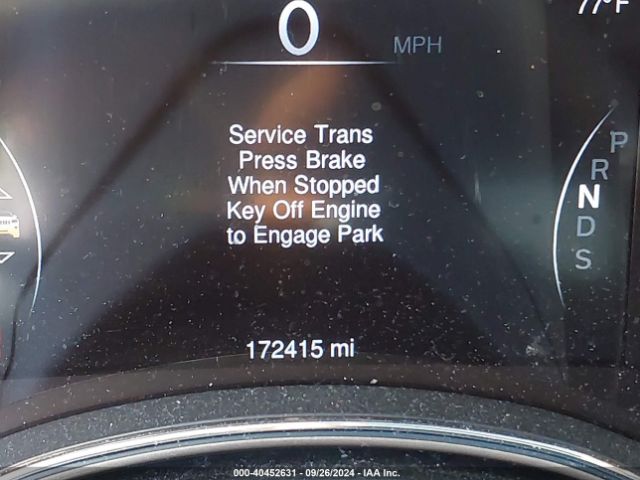 77°F
0 MPH
Service Trans
Press Brake
When Stopped
Key Off Engine
to Engage Park
P
R
N
D
S
172415 mi
000-40452631 - 09/26/2024 - IAA Inc.